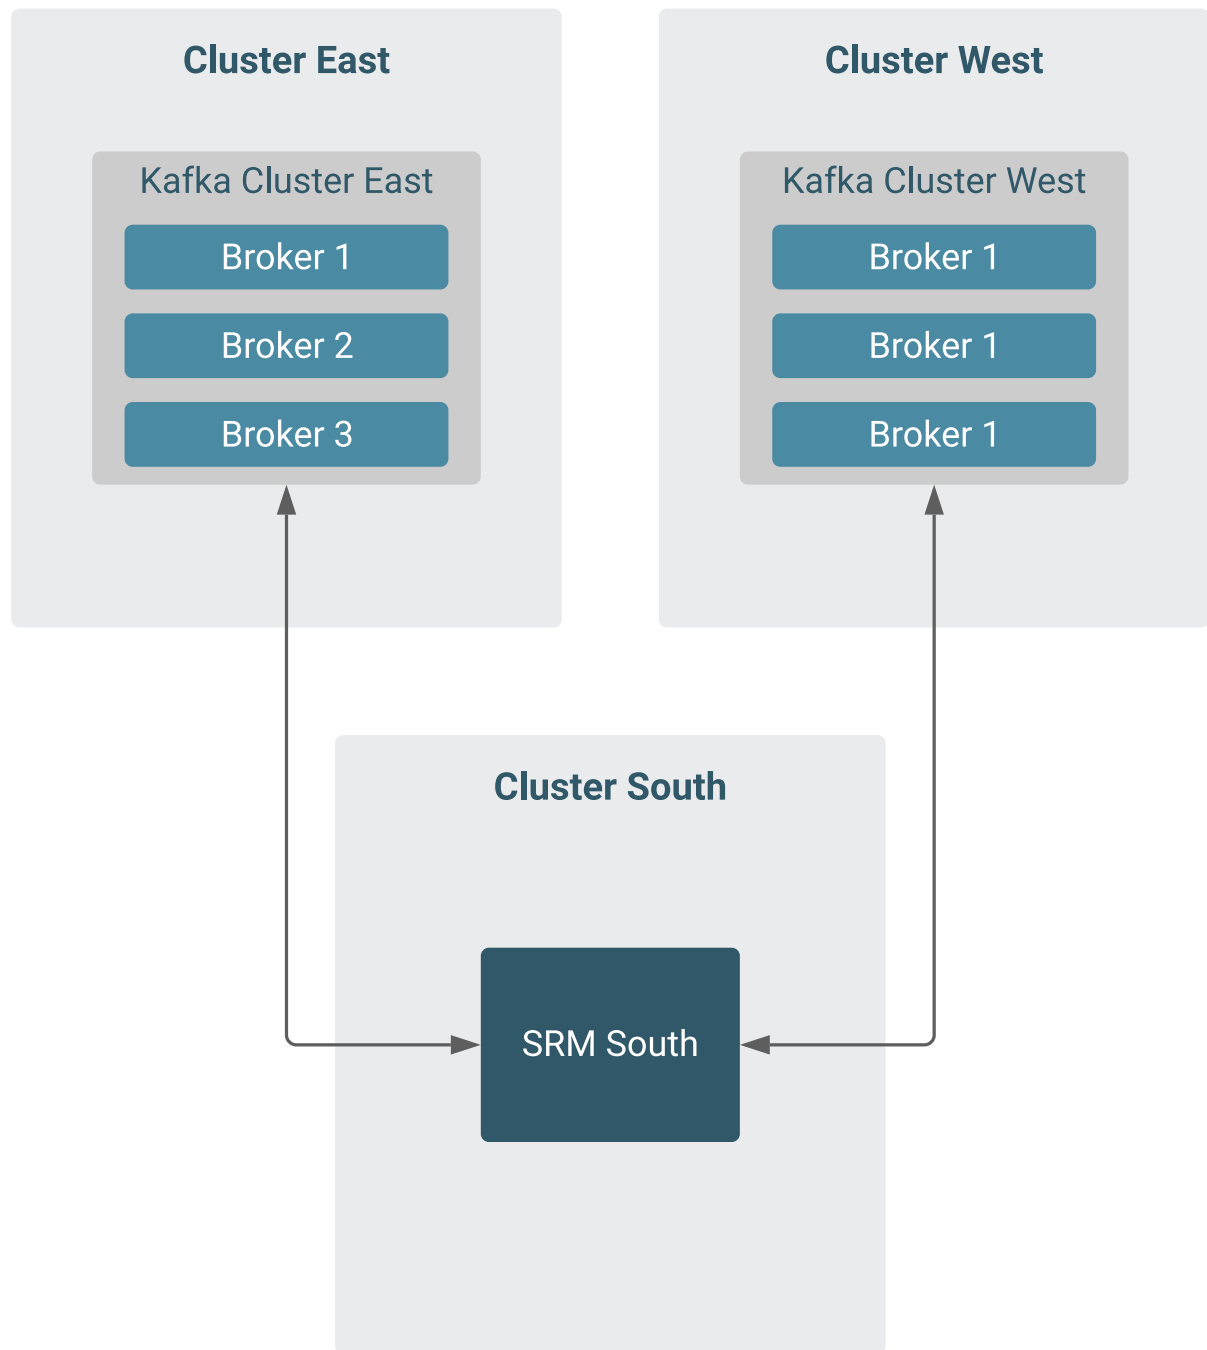 Cluster East
Kafka Cluster East
Broker 1
Broker 2
Broker 3
Cluster West
Kafka Cluster West
Broker 1
Broker 1
Broker 1
Cluster South
SRM South